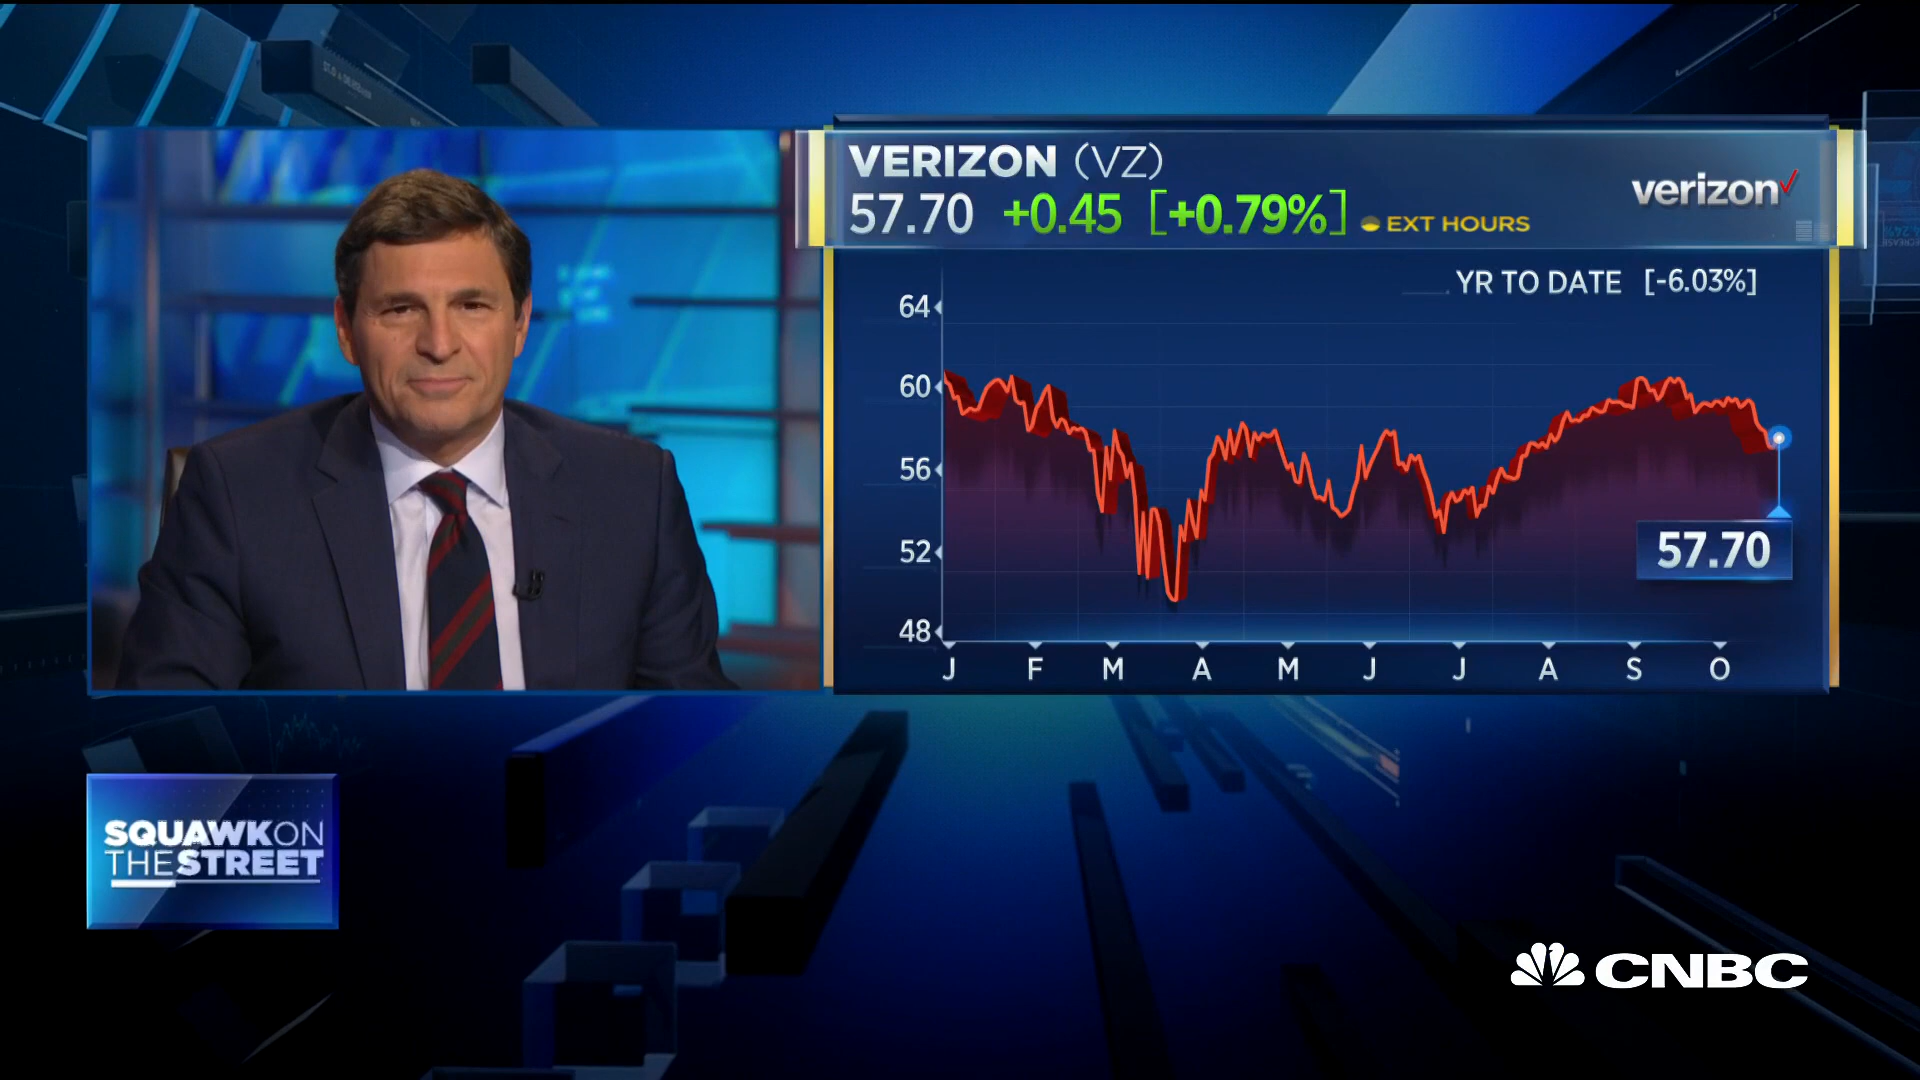 VERIZON (VZ)
57.70 +0.45 [+0.79%] EXT HOURS
verizon
YR TO DATE [-6.03%]
64
60
56
52
48
57.70
J F M A M J J A S O
SQUAWK ON
THE STREET
CNBC